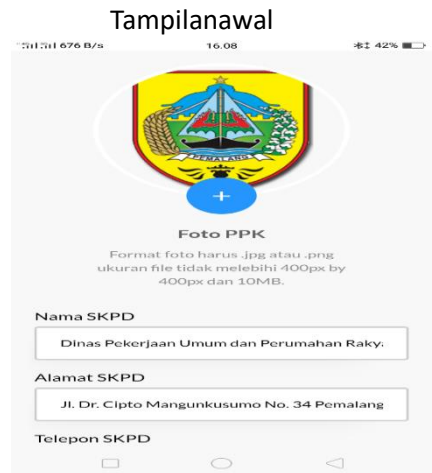 Tampilanawal
676 B/s 16.08 42%
PEMALANG
+
Foto PPK
Format foto harus .jpg atau .png
ukuran file tidak melebihi 400px by
400px dan 10MB.
Nama SKPD
Dinas Pekerjaan Umum dan Perumahan Raky
Alamat SKPD
Jl. Dr. Cipto Mangunkusumo No. 34 Pemalang
Telepon SKPD